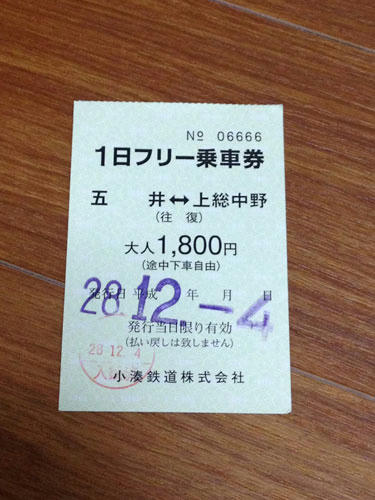 № 06666
1日フリー乗車券
五 井↔上総中野
(往 復)
大人1,800円
(途中下車自由)
発行日 平成 年 月 日
28.12.-4
発行当日限り有効
(払い戻しは致しません)
28.12.4
小湊鉄道株式会社